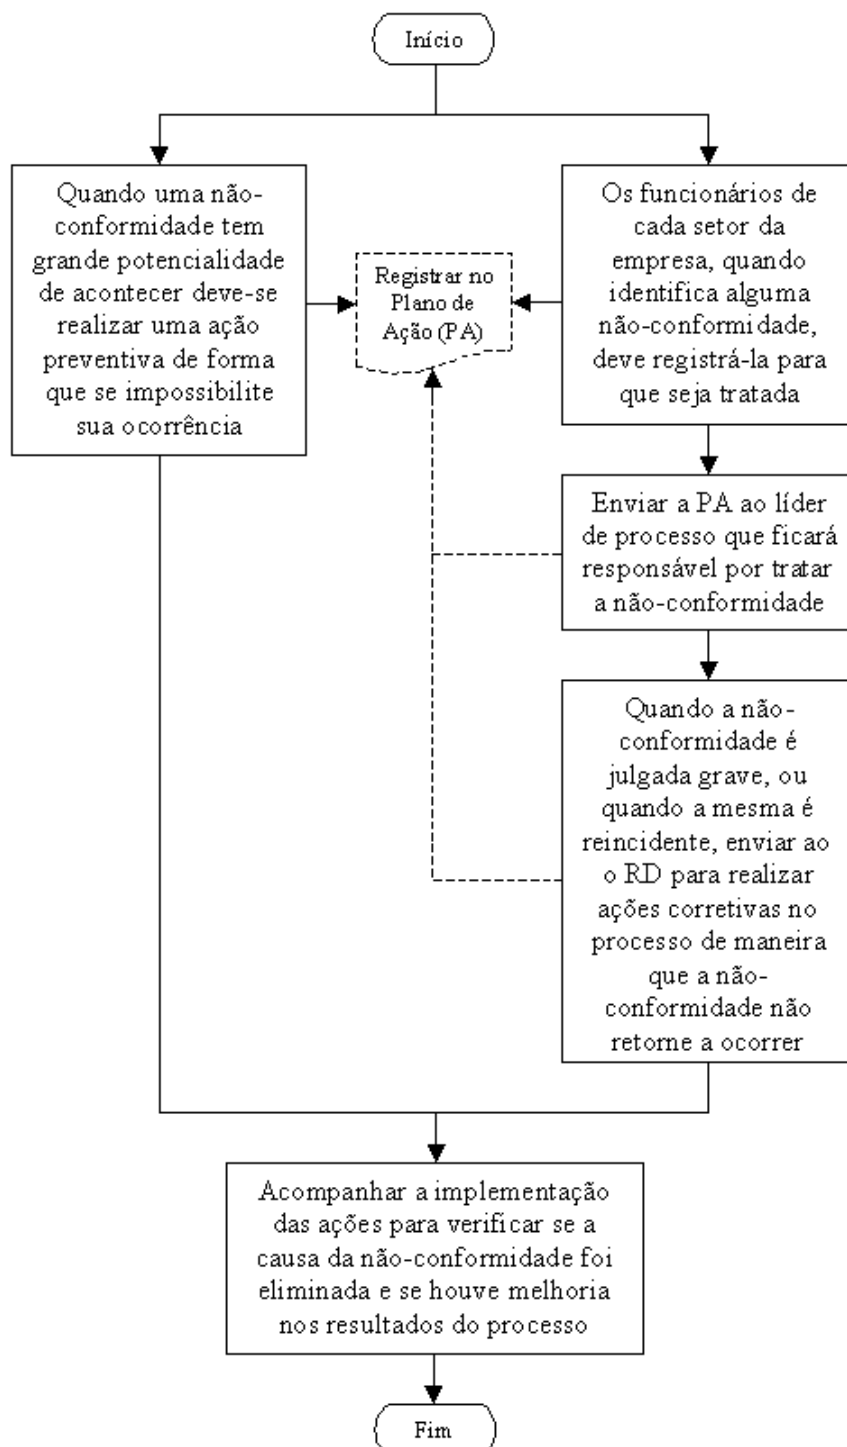 Início
Quando uma não-
conformidade tem
grande potencialidade
de acontecer deve-se
realizar uma ação
preventiva de forma
que se impossibilite
sua ocorrência
Registrar no
Plano de
Ação (PA)
Os funcionários de
cada setor da
empresa, quando
identifica alguma
não-conformidade,
deve registrá-la para
que seja tratada
Enviar a PA ao líder
de processo que ficará
responsável por tratar
a não-conformidade
Quando a não-
conformidade é
julgada grave, ou
quando a mesma é
reincidente, enviar ao
o RD para realizar
ações corretivas no
processo de maneira
que a não-
conformidade não
retorne a ocorrer
Acompanhar a implementação
das ações para verificar se a
causa da não-conformidade foi
eliminada e se houve melhoria
nos resultados do processo
Fim